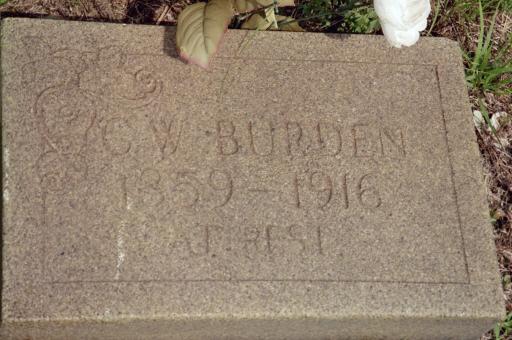 C. W. BURDEN
1859 – 1916
AT REST